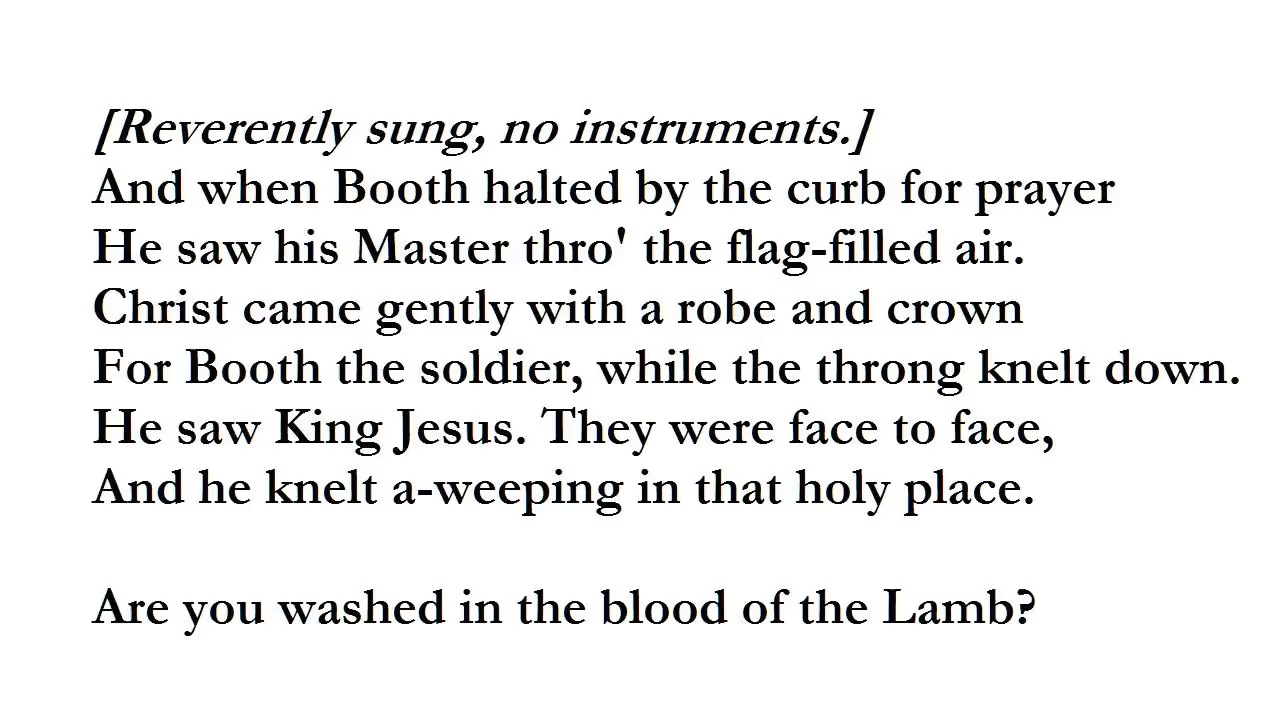 [Reverently sung, no instruments.]
And when Booth halted by the curb for prayer
He saw his Master thro' the flag-filled air.
Christ came gently with a robe and crown
For Booth the soldier, while the throng knelt down.
He saw King Jesus. They were face to face,
And he knelt a-weeping in that holy place.
Are you washed in the blood of the Lamb?